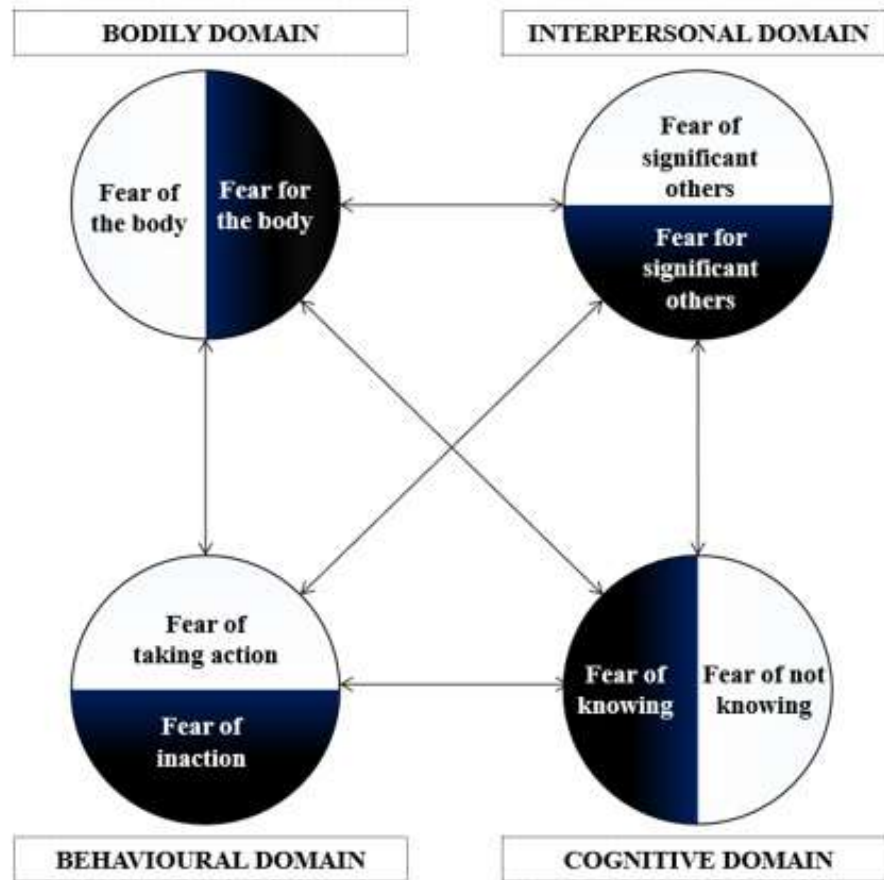 BODILY DOMAIN
INTERPERSONAL DOMAIN
Fear of
the body
Fear for
the body
Fear of
significant
others
Fear for
significant
others
Fear of
taking action
Fear of
inaction
Fear of
knowing
Fear of not
knowing
BEHAVIOURAL DOMAIN
COGNITIVE DOMAIN